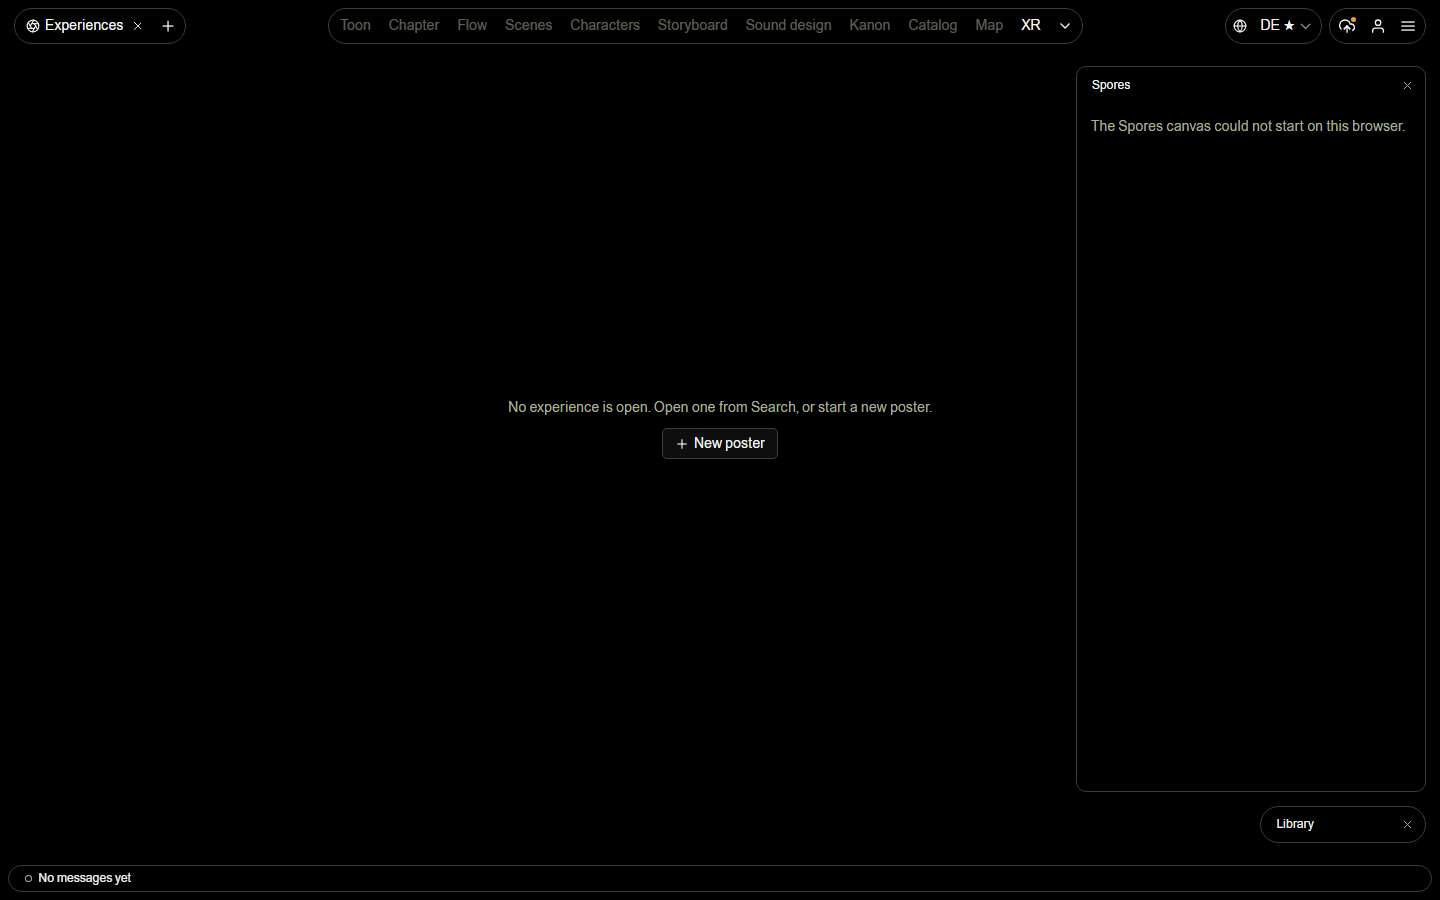 Experiences
Toon Chapter Flow Scenes Characters Storyboard Sound design Kanon Catalog Map XR
DE ★
Spores
The Spores canvas could not start on this browser.
No experience is open. Open one from Search, or start a new poster.
New poster
Library
No messages yet